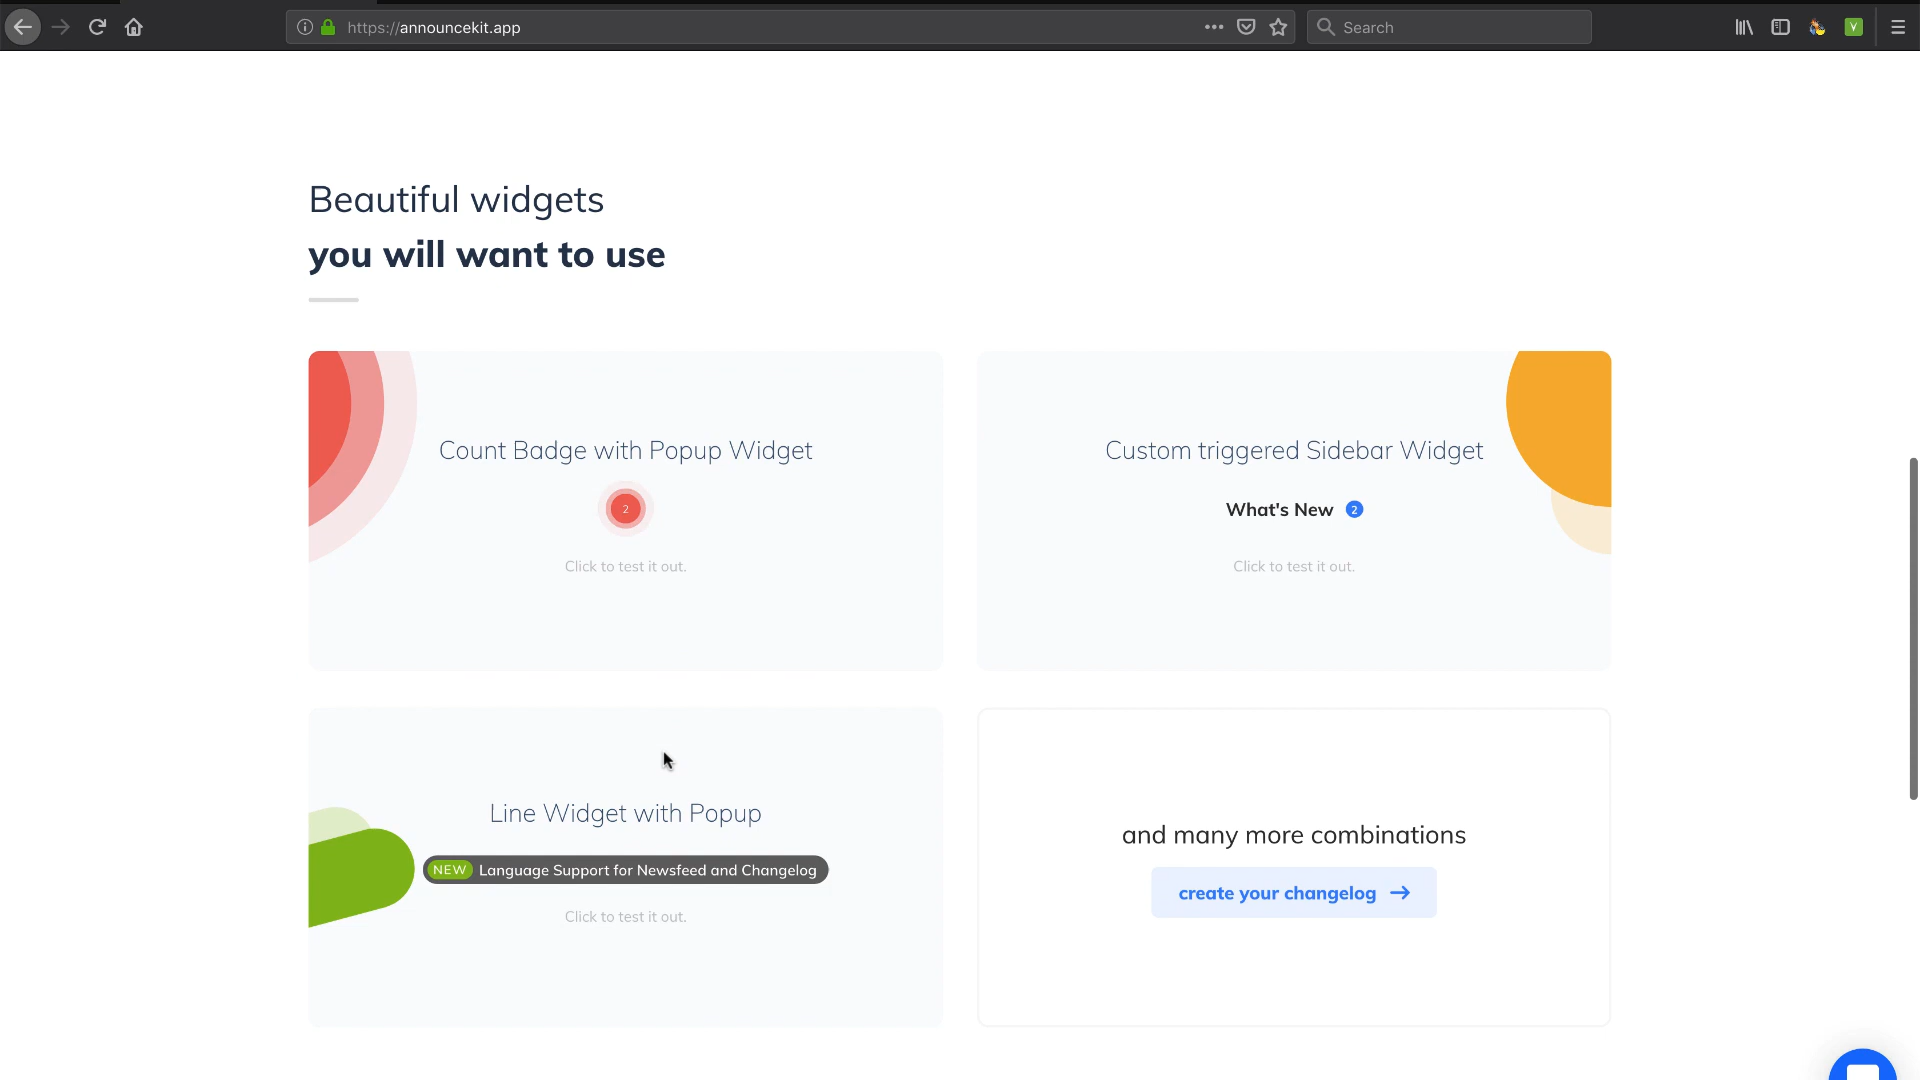 https://announcekit.app
Search
Beautiful widgets
you will want to use
Count Badge with Popup Widget
2
Click to test it out.
Custom triggered Sidebar Widget
What's New 2
Click to test it out.
Line Widget with Popup
NEW Language Support for Newsfeed and Changelog
Click to test it out.
and many more combinations
create your changelog